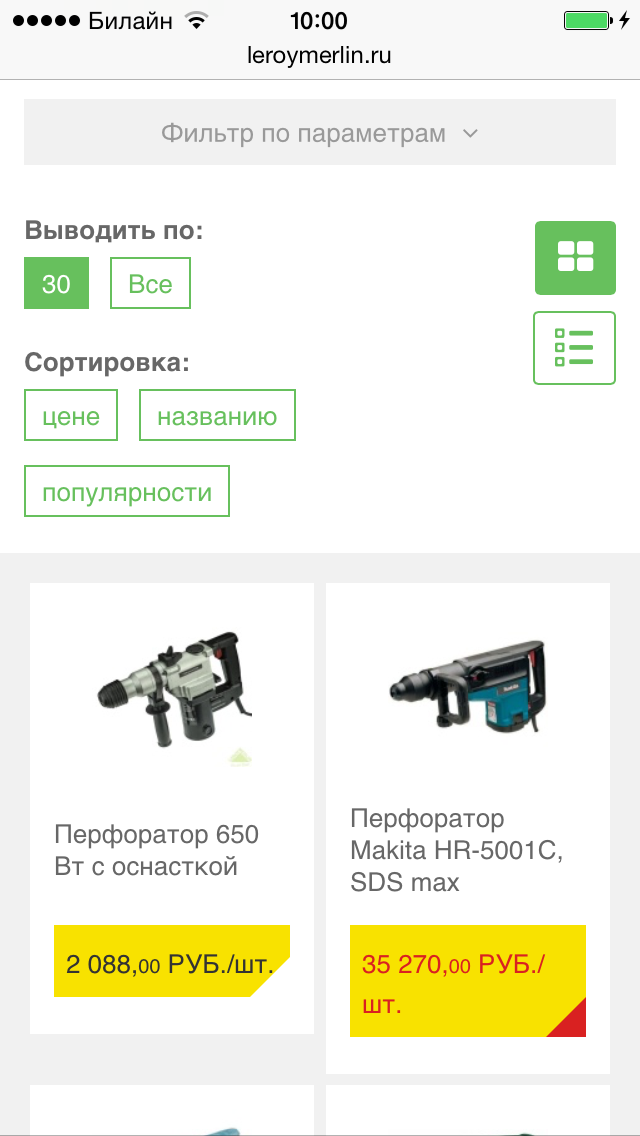 Билайн 10:00
leroymerlin.ru
Фильтр по параметрам
Выводить по:
30 Все
Сортировка:
цене названию
популярности
Перфоратор 650
Вт с оснасткой
2 088,00 РУБ./шт.
Перфоратор
Makita HR-5001C,
SDS max
35 270,00 РУБ./
шт.